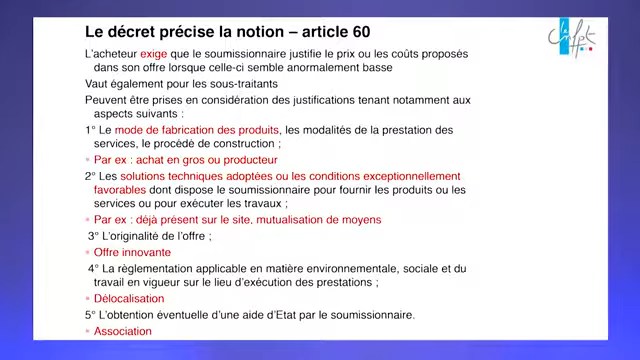 Le décret précise la notion – article 60
cnfpt
L'acheteur exige que le soumissionnaire justifie le prix ou les coûts proposés
dans son offre lorsque celle-ci semble anormalement basse
Vaut également pour les sous-traitants
Peuvent être prises en considération des justifications tenant notamment aux
aspects suivants :
1° Le mode de fabrication des produits, les modalités de la prestation des
services, le procédé de construction ;
• Par ex : achat en gros ou producteur
2° Les solutions techniques adoptées ou les conditions exceptionnellement
favorables dont dispose le soumissionnaire pour fournir les produits ou les
services ou pour exécuter les travaux ;
• Par ex : déjà présent sur le site, mutualisation de moyens
3° L'originalité de l'offre ;
• Offre innovante
4° La règlementation applicable en matière environnementale, sociale et du
travail en vigueur sur le lieu d'exécution des prestations ;
• Délocalisation
5° L'obtention éventuelle d'une aide d'Etat par le soumissionnaire.
• Association